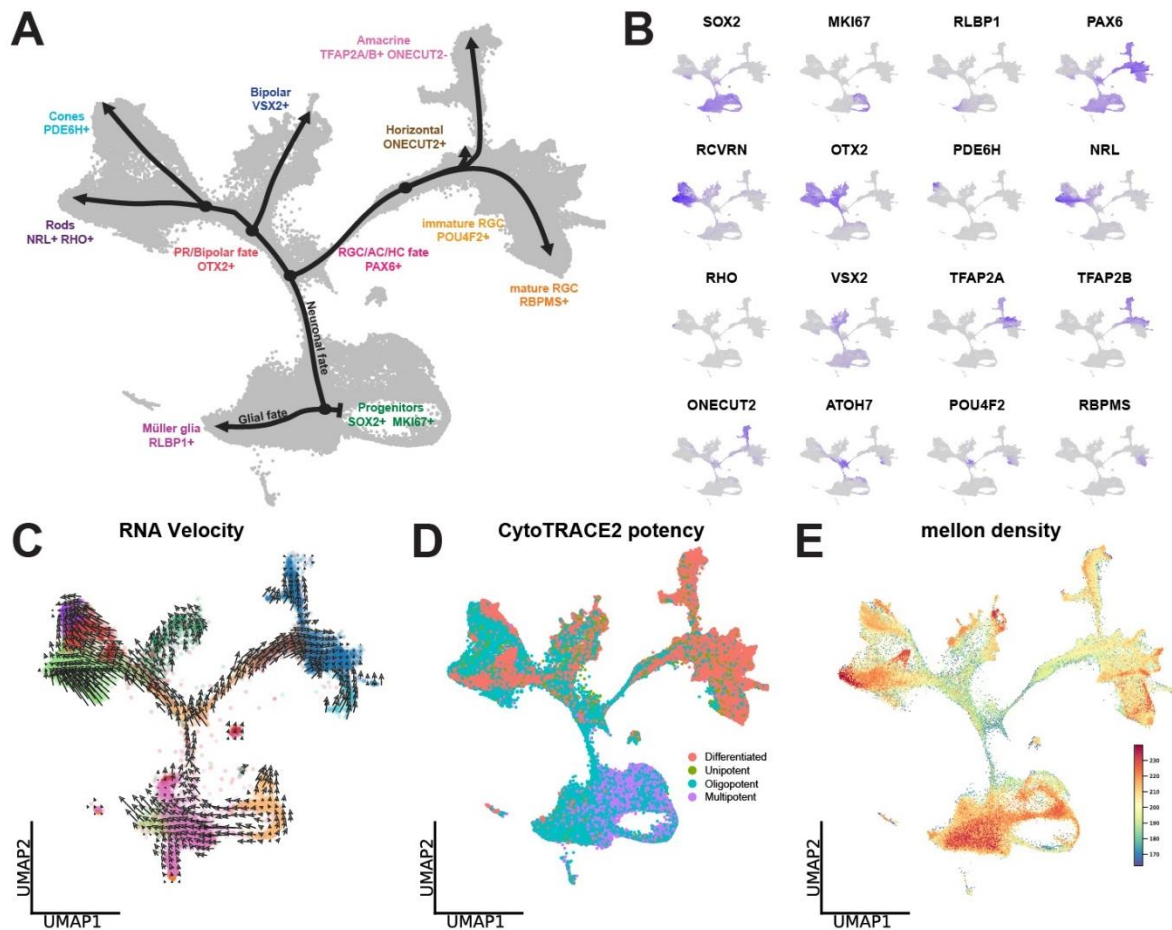 A
Amacrine
TFAP2A/B+ ONECUT2-
Bipolar
VSX2+
Cones
PDE6H+
Horizontal
ONECUT2+
Rods
NRL+ RHO+
PR/Bipolar fate
OTX2+
RGC/AC/HC fate
PAX6+
immature RGC
POU4F2+
mature RGC
RBPMS+
Neuronal fate
Glial fate
Müller glia
RLBP1+
Progenitors
SOX2+ MKI67+
B
SOX2 MKI67 RLBP1 PAX6
RCVRN OTX2 PDE6H NRL
RHO VSX2 TFAP2A TFAP2B
ONECUT2 ATOH7 POU4F2 RBPMS
C
RNA Velocity
UMAP2
UMAP1
D
CytoTRACE2 potency
Differentiated
Unipotent
Oligopotent
Multipotent
UMAP2
UMAP1
E
mellon density
230
220
210
200
190
180
170
UMAP2
UMAP1